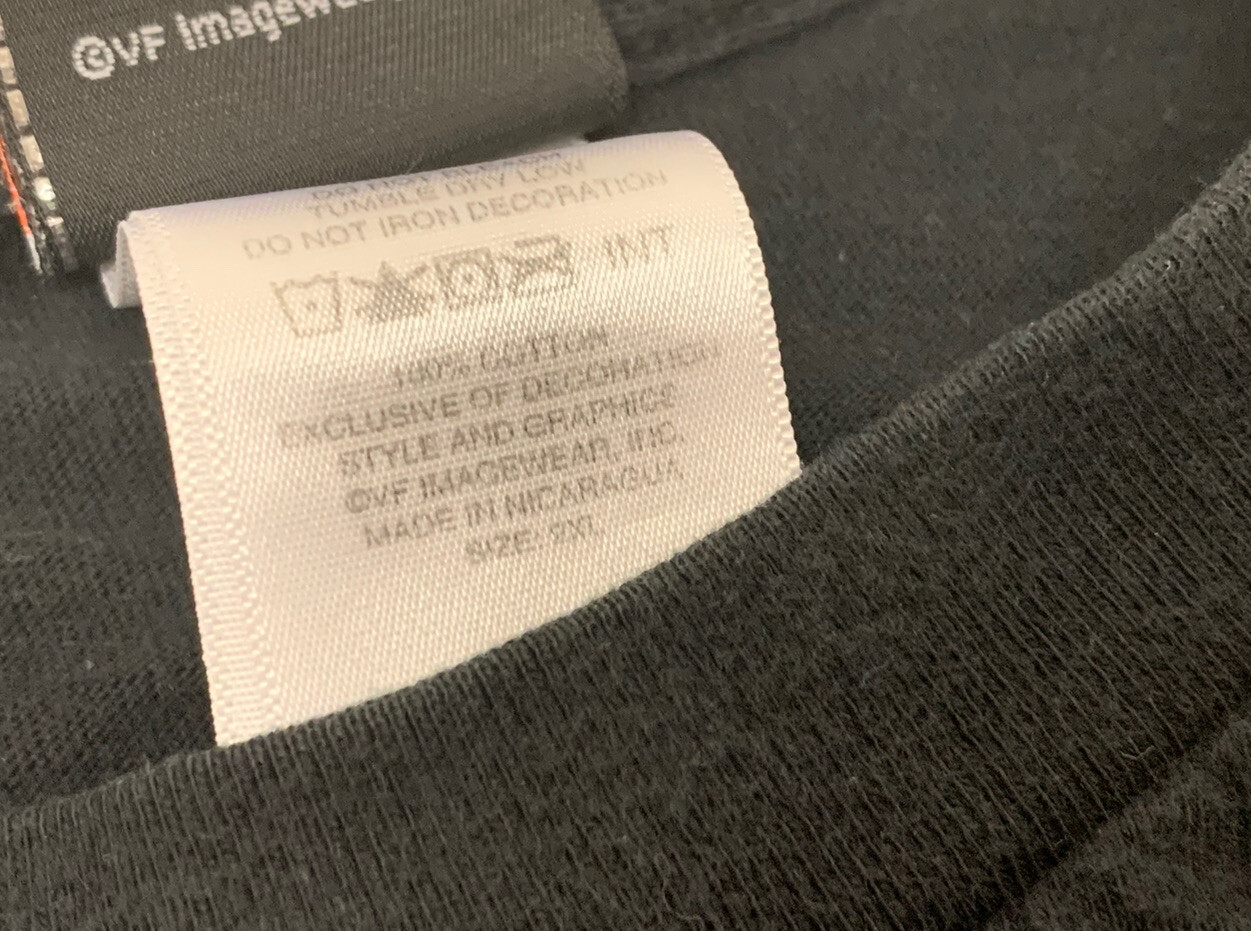 ©VF Imagewe
TUMBLE DRY LOW
DO NOT IRON DECORATION
INT
100% COTTON
EXCLUSIVE OF DECORATION
STYLE AND GRAPHICS
©VF IMAGEWEAR, INC.
MADE IN NICARAGUA
SIZE: 2XL